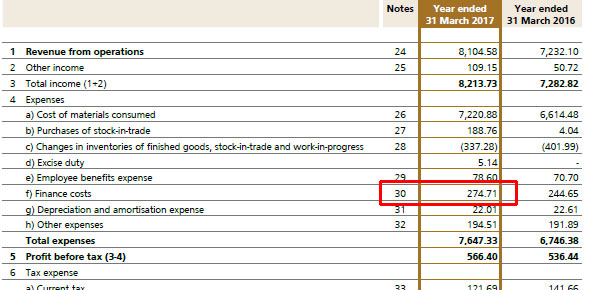 Notes Year ended 31 March 2017 Year ended 31 March 2016
1 Revenue from operations 24 8,104.58 7,232.10
2 Other income 25 109.15 50.72
3 Total income (1+2) 8,213.73 7,282.82
4 Expenses
a) Cost of materials consumed 26 7,220.88 6,614.48
b) Purchases of stock-in-trade 27 188.76 4.04
c) Changes in inventories of finished goods, stock-in-trade and work-in-progress 28 (337.28) (401.99)
d) Excise duty 5.14 -
e) Employee benefits expense 29 78.60 70.70
f) Finance costs 30 274.71 244.65
g) Depreciation and amortisation expense 31 22.01 22.61
h) Other expenses 32 194.51 191.89
Total expenses 7,647.33 6,746.38
5 Profit before tax (3-4) 566.40 536.44
6 Tax expense
a) Current tax 33 121.69 141.66